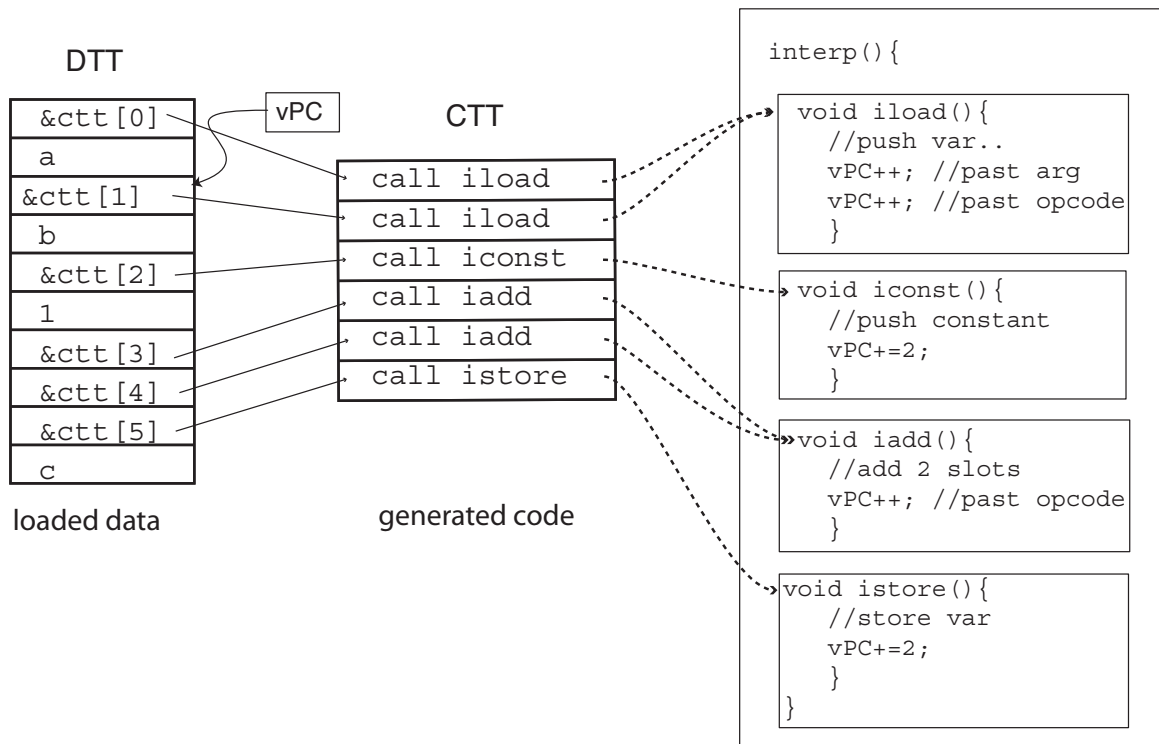 DTT
&ctt[0]
a
&ctt[1]
b
&ctt[2]
1
&ctt[3]
&ctt[4]
&ctt[5]
c
loaded data
vPC
CTT
call iload
call iload
call iconst
call iadd
call iadd
call istore
generated code
interp(){
void iload(){
//push var..
vPC++; //past arg
vPC++; //past opcode
}
void iconst(){
//push constant
vPC+=2;
}
void iadd(){
//add 2 slots
vPC++; //past opcode
}
void istore(){
//store var
vPC+=2;
}
}